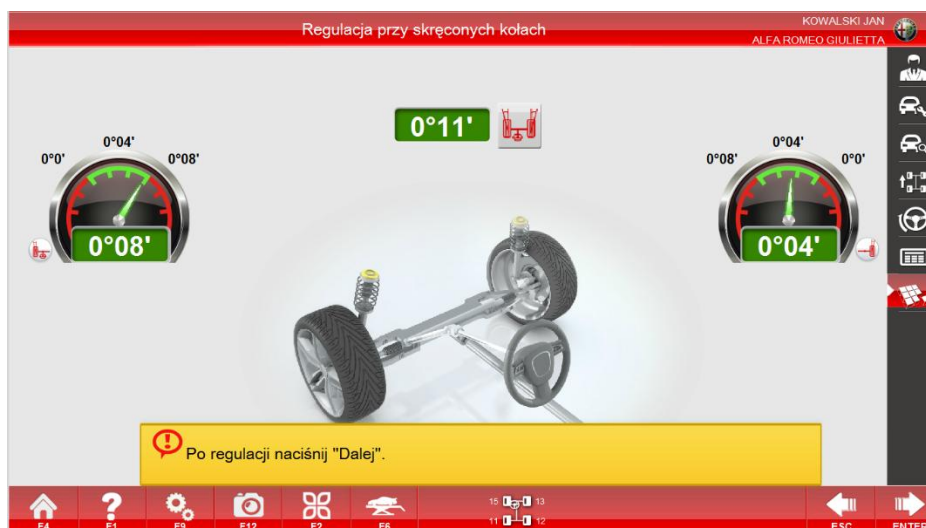 Regulacja przy skręconych kołach
KOWALSKI JAN
ALFA ROMEO GIULIETTA
0°11'
0°0' 0°04' 0°08'
0°08'
0°08' 0°04' 0°0'
0°04'
Po regulacji naciśnij "Dalej".
15 13
11 12
F4 F1 F9 F12 F2 F6 ESC ENTER